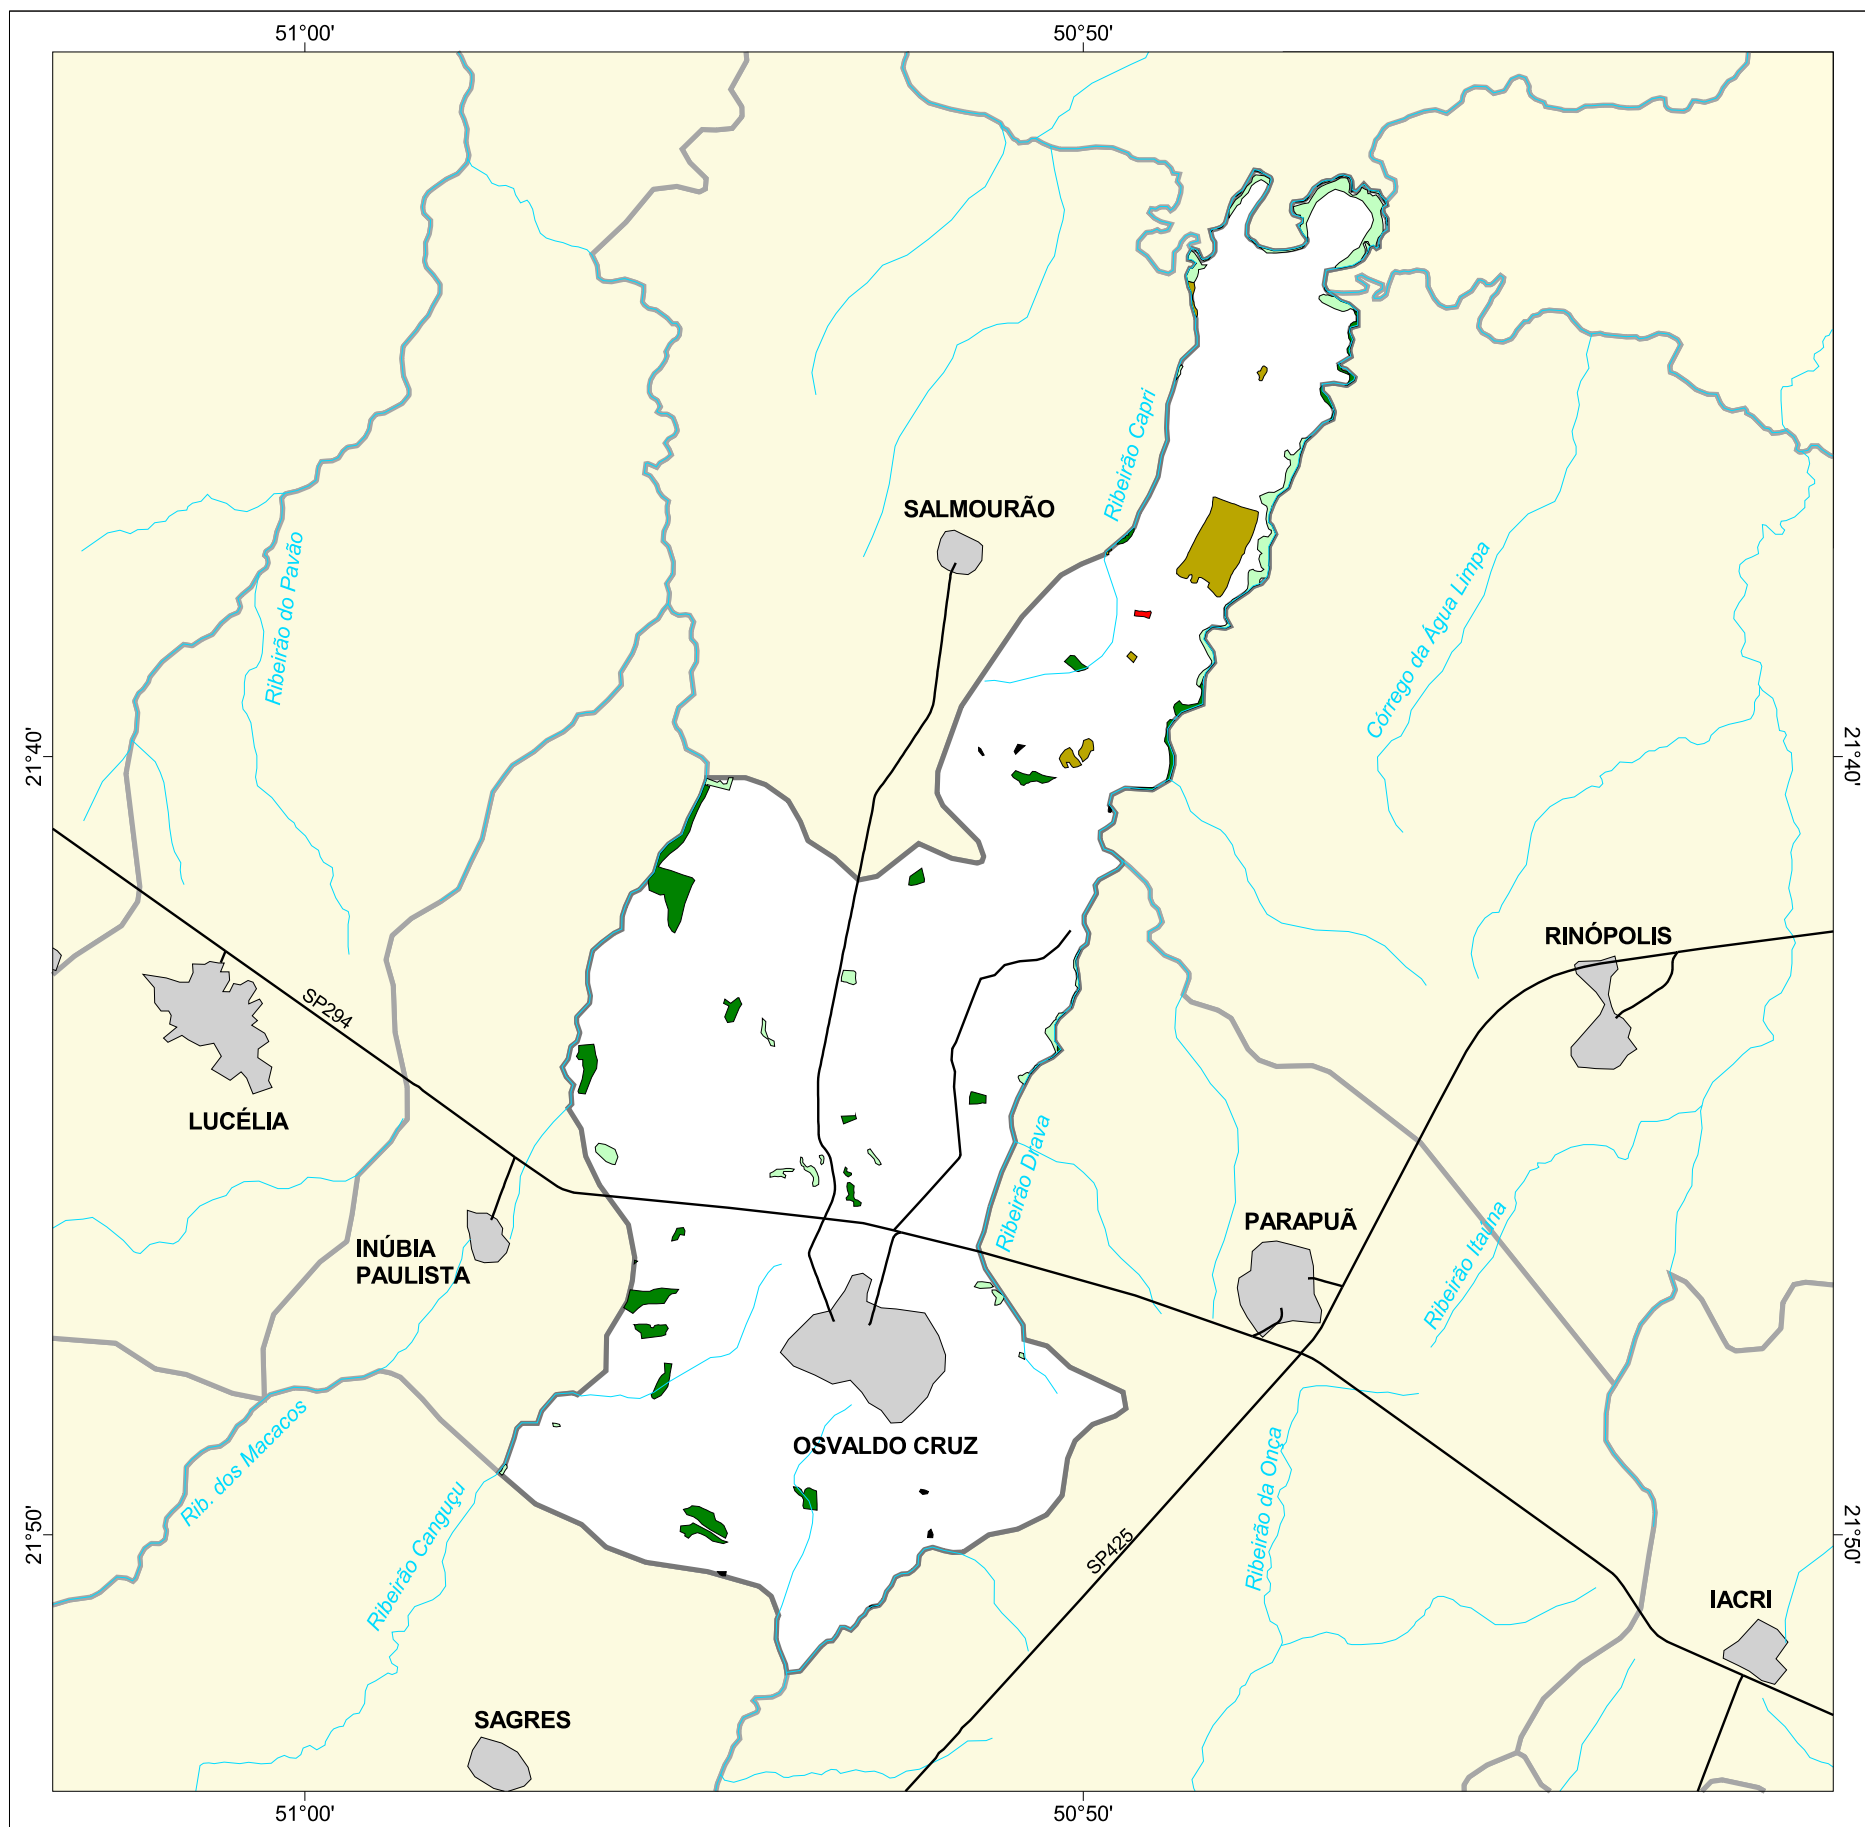 51°00'
50°50'
Ribeirão Capri
SALMOURÃO
Ribeirão do Pavão
Córrego da Água Limpa
21°40'
21°40'
RINÓPOLIS
SP294
LUCÉLIA
Ribeirão Drava
PARAPUÃ
Ribeirão Itaúna
INÚBIA
PAULISTA
OSVALDO CRUZ
Rib. dos Macacos
Ribeirão Canguçu
Ribeirão da Onça
SP425
21°50'
21°50'
IACRI
SAGRES
51°00'
50°50'